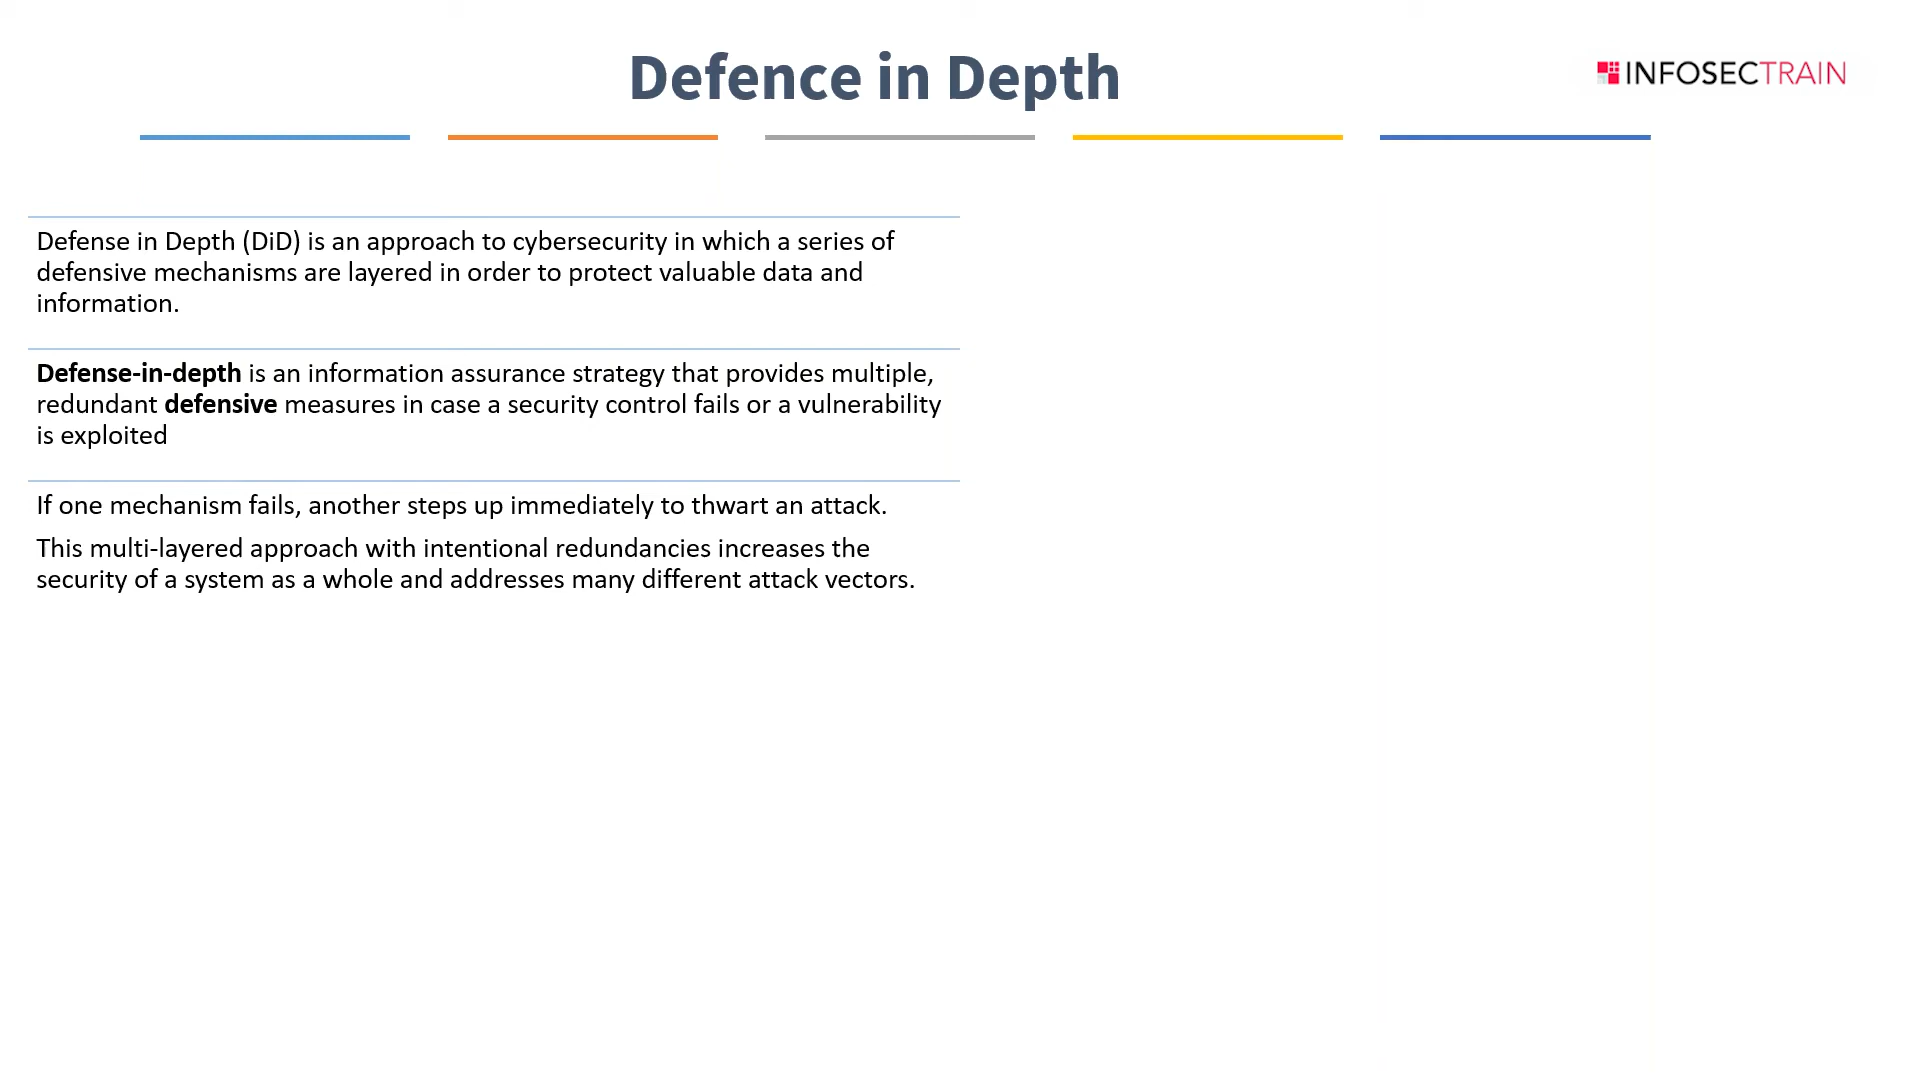 Defence in Depth
INFOSECTRAIN
Defense in Depth (DiD) is an approach to cybersecurity in which a series of
defensive mechanisms are layered in order to protect valuable data and
information.
Defense-in-depth is an information assurance strategy that provides multiple,
redundant defensive measures in case a security control fails or a vulnerability
is exploited
If one mechanism fails, another steps up immediately to thwart an attack.
This multi-layered approach with intentional redundancies increases the
security of a system as a whole and addresses many different attack vectors.